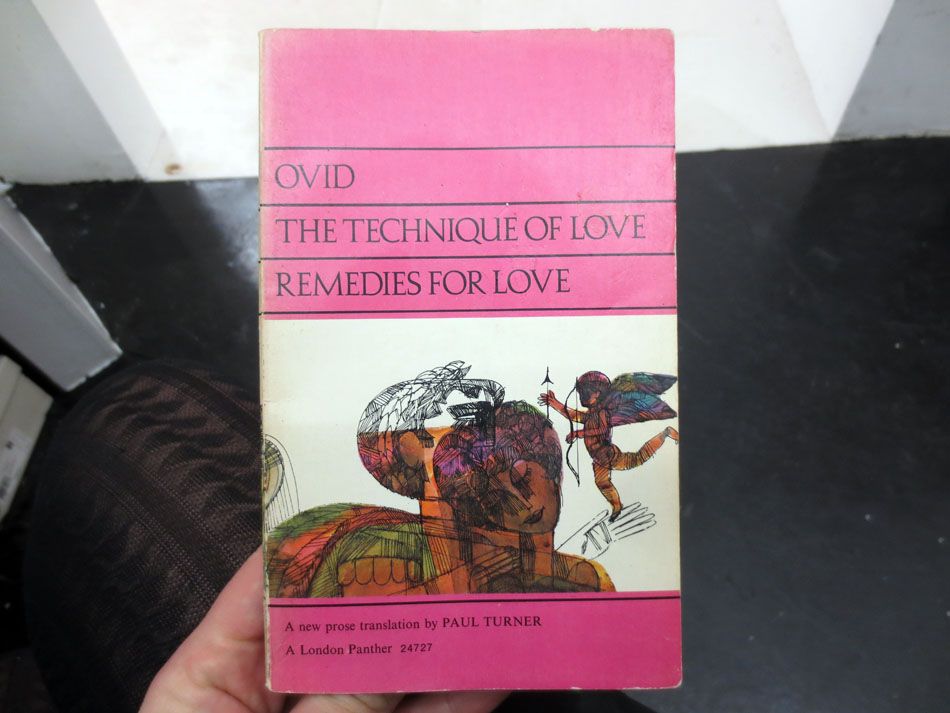 OVID
THE TECHNIQUE OF LOVE
REMEDIES FOR LOVE
A new prose translation by PAUL TURNER
A London Panther 24727